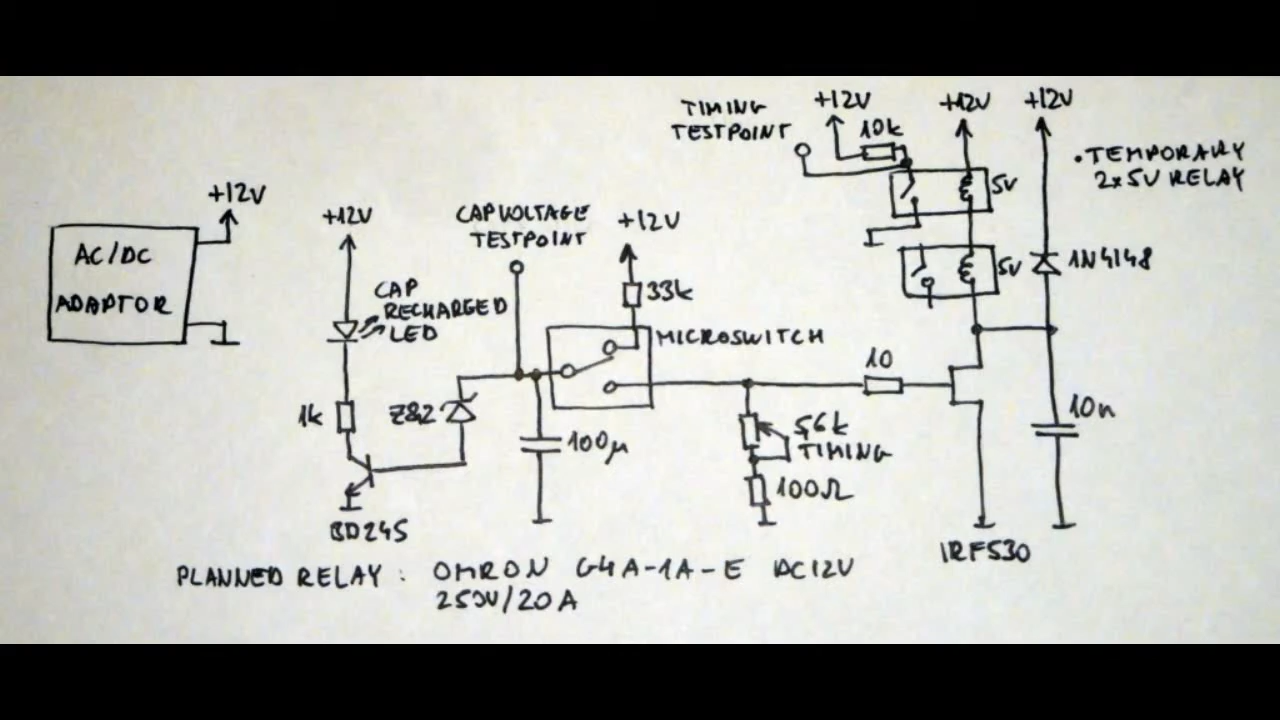 TIMING
TESTPOINT
+12V
10k
+12V
+12V
• TEMPORARY
2x5V RELAY
5V
5V
1N4148
+12V
AC/DC
ADAPTOR
+12V
CAP
RECHARGED
LED
CAP VOLTAGE
TESTPOINT
+12V
33k
MICROSWITCH
1k
Z82
100µ
10
56k
TIMING
100Ω
10n
BD245
IRF530
PLANNED RELAY: OMRON G4A-1A-E DC12V
250V/20A